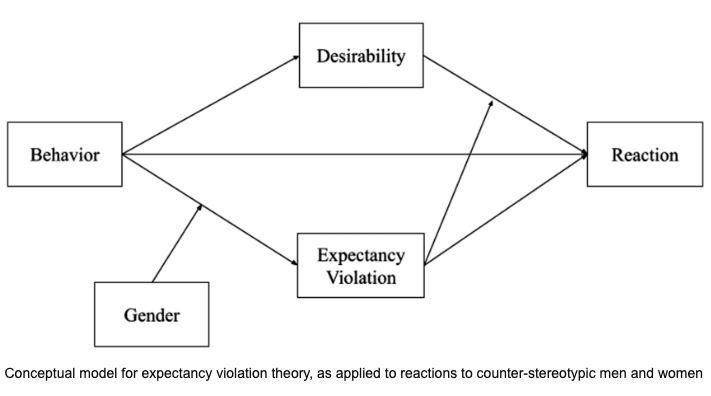 Desirability
Behavior
Reaction
Expectancy
Violation
Gender
Conceptual model for expectancy violation theory, as applied to reactions to counter-stereotypic men and women